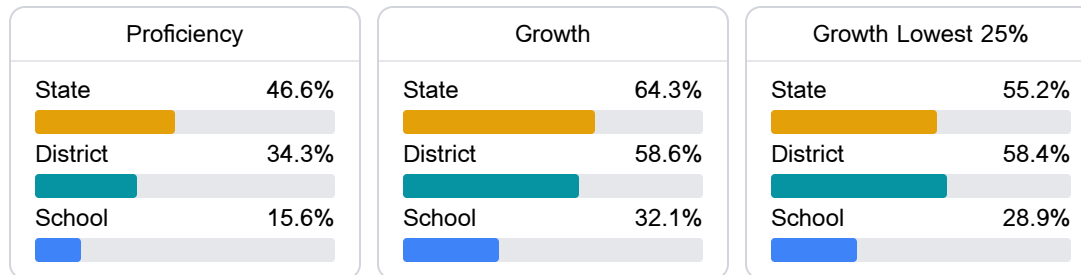 Proficiency
State 46.6%
District 34.3%
School 15.6%
Growth
State 64.3%
District 58.6%
School 32.1%
Growth Lowest 25%
State 55.2%
District 58.4%
School 28.9%